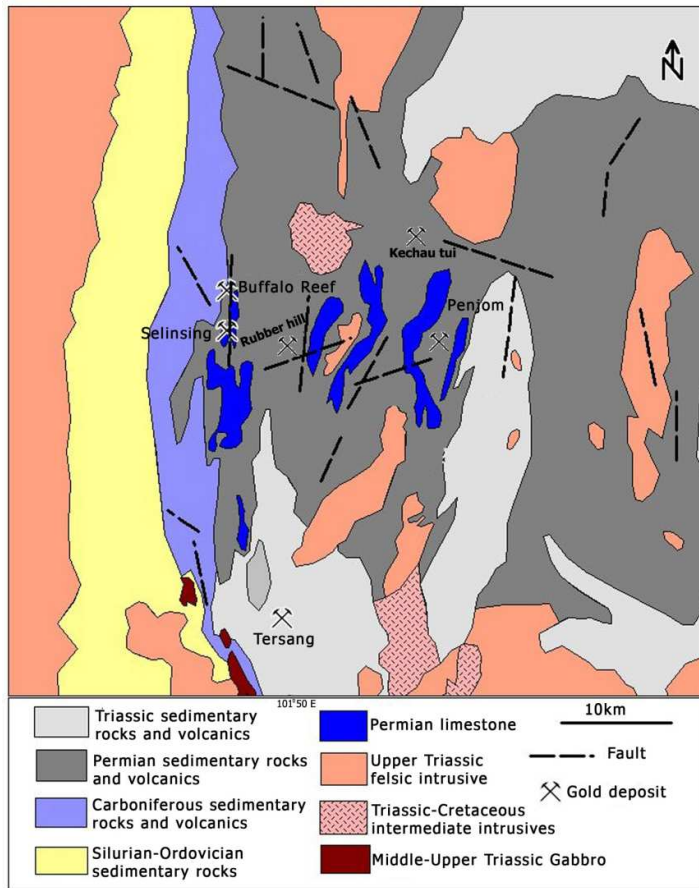 N
Kechau tui
Buffalo Reef
Penjom
Selinsing
Rubber hill
Tersang
101°50 E
Triassic sedimentary
rocks and volcanics
Permian sedimentary rocks
and volcanics
Carboniferous sedimentary
rocks and volcanics
Silurian-Ordovician
sedimentary rocks
Permian limestone
Upper Triassic
felsic intrusive
Triassic-Cretaceous
intermediate intrusives
Middle-Upper Triassic Gabbro
10km
Fault
Gold deposit